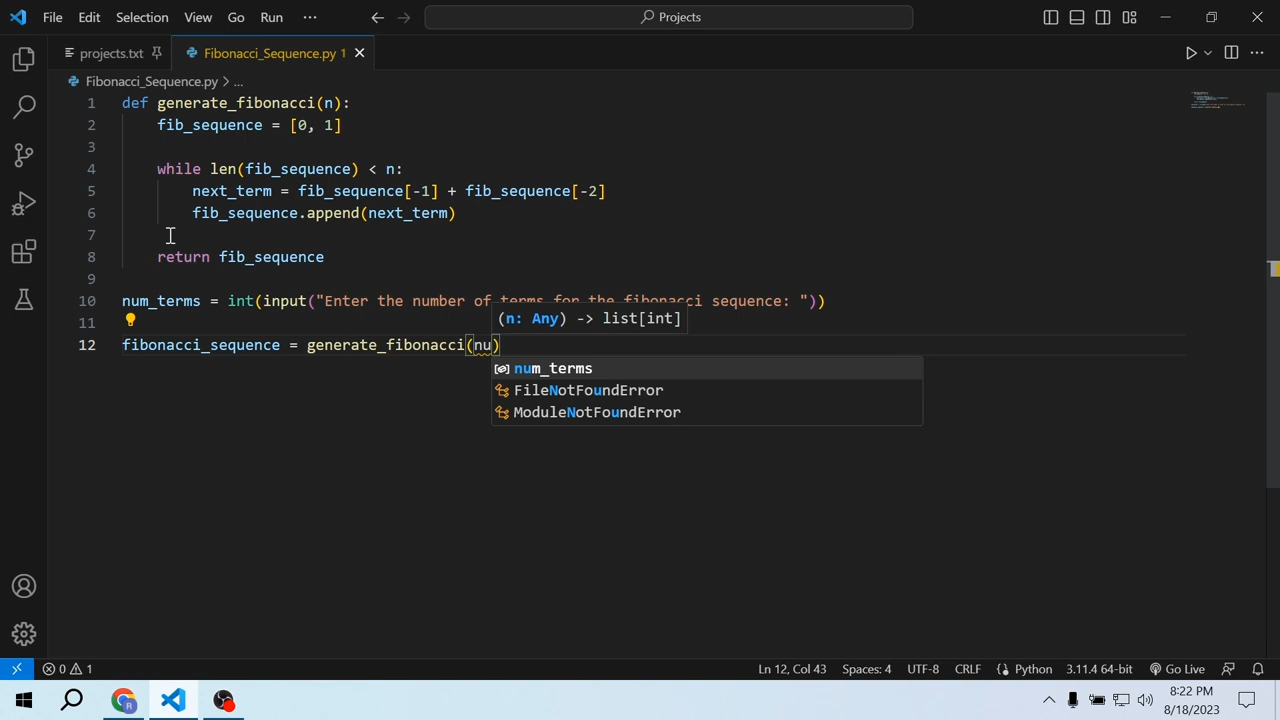 File Edit Selection View Go Run ··· Projects
projects.txt Fibonacci_Sequence.py 1
Fibonacci_Sequence.py > ...
1 def generate_fibonacci(n):
2 fib_sequence = [0, 1]
3
4 while len(fib_sequence) < n:
5 next_term = fib_sequence[-1] + fib_sequence[-2]
6 fib_sequence.append(next_term)
7
8 return fib_sequence
9
10 num_terms = int(input("Enter the number of terms for the fibonacci sequence: "))
11 (n: Any) -> list[int]
12 fibonacci_sequence = generate_fibonacci(nu)
num_terms
FileNotFoundError
ModuleNotFoundError
0 1 Ln 12, Col 43 Spaces: 4 UTF-8 CRLF Python 3.11.4 64-bit Go Live
8:22 PM
8/18/2023